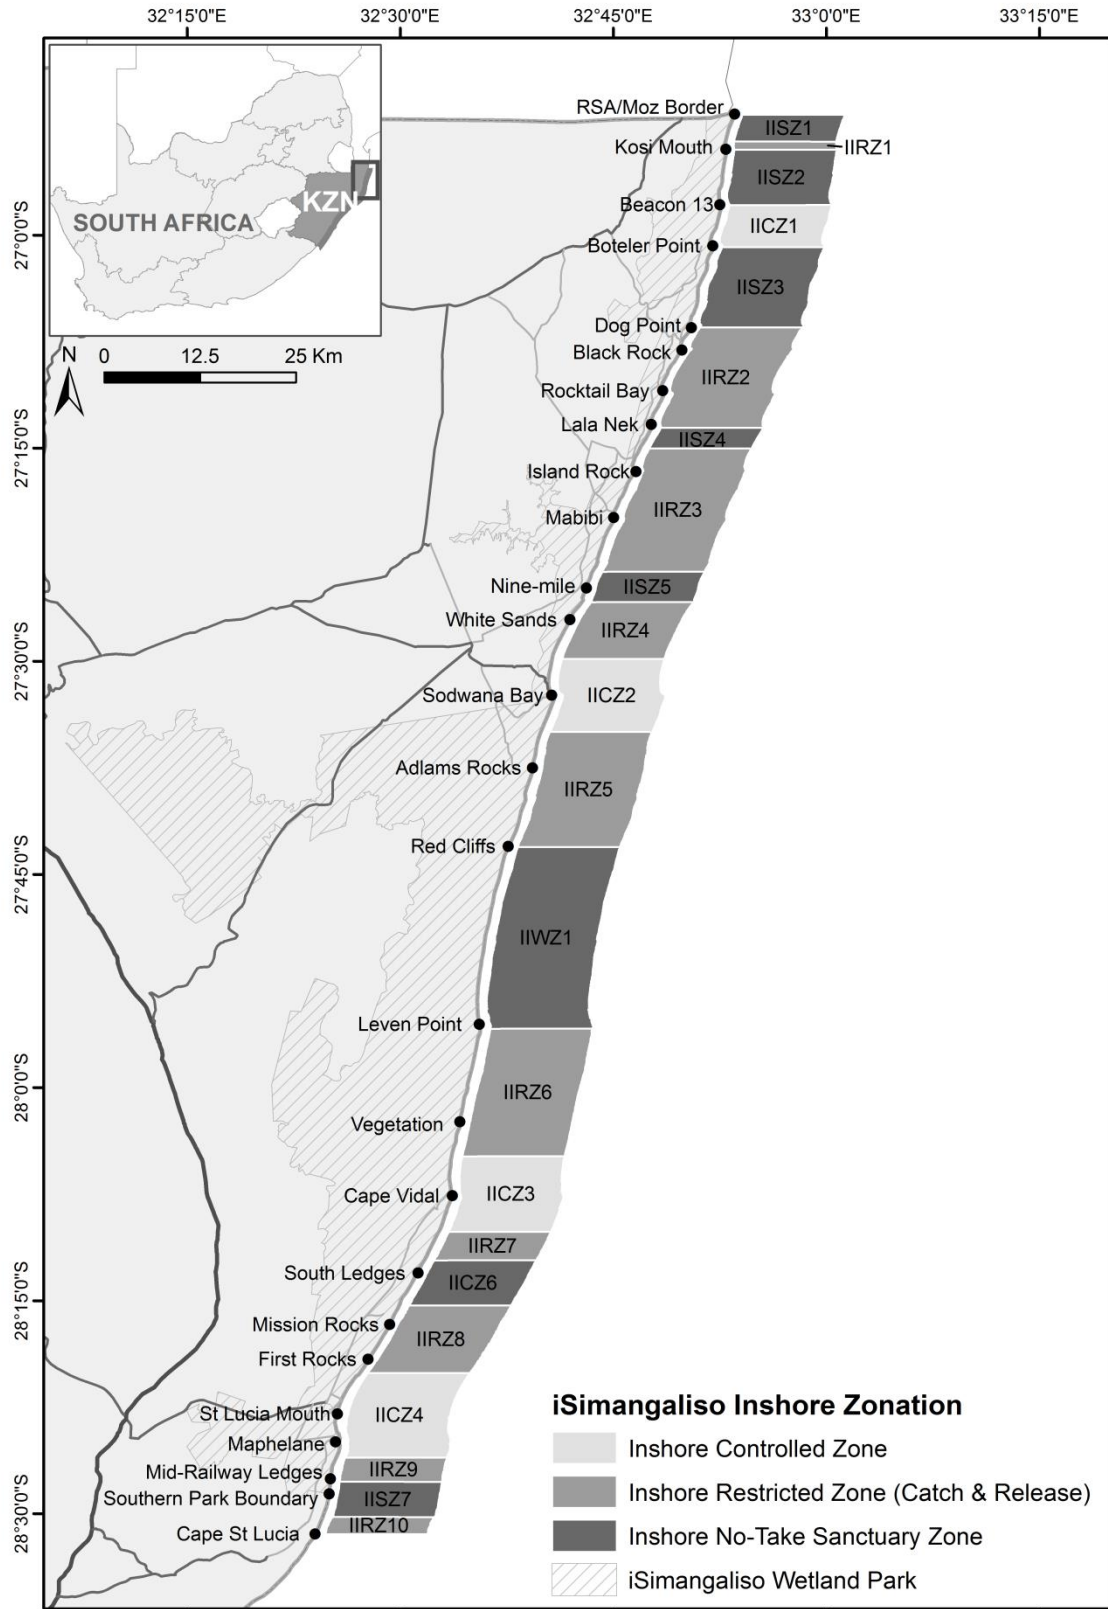 32°15'0"E
32°30'0"E
32°45'0"E
33°0'0"E
33°15'0"E
SOUTH AFRICA
KZN
N
0 12.5 25 Km
27°0'0"S
27°15'0"S
27°30'0"S
27°45'0"S
28°0'0"S
28°15'0"S
28°30'0"S
RSA/Moz Border
Kosi Mouth
Beacon 13
Boteler Point
Dog Point
Black Rock
Rocktail Bay
Lala Nek
Island Rock
Mabibi
Nine-mile
White Sands
Sodwana Bay
Adlams Rocks
Red Cliffs
Leven Point
Vegetation
Cape Vidal
South Ledges
Mission Rocks
First Rocks
St Lucia Mouth
Maphelane
Mid-Railway Ledges
Southern Park Boundary
Cape St Lucia
IISZ1
IIRZ1
IISZ2
IICZ1
IISZ3
IIRZ2
IISZ4
IIRZ3
IISZ5
IIRZ4
IICZ2
IIRZ5
IIWZ1
IIRZ6
IICZ3
IIRZ7
IICZ6
IIRZ8
IICZ4
IIRZ9
IISZ7
IIRZ10
iSimangaliso Inshore Zonation
Inshore Controlled Zone
Inshore Restricted Zone (Catch & Release)
Inshore No-Take Sanctuary Zone
iSimangaliso Wetland Park